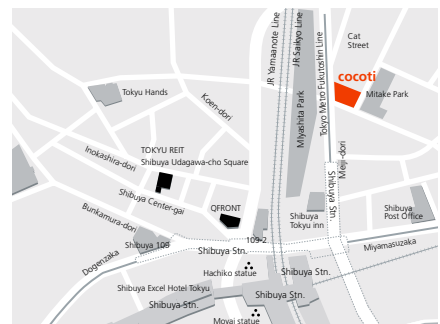 JR Yamaanote Line
JR Saikyo Line
Tokyo Metro Fukutoshin Line
Cat
Street
cocoti
Mitake Park
Miyashita Park
Tokyu Hands
Koen-dori
Meiji-dori
TOKYU REIT
Shibuya Udagawa-cho Square
Inokashira-dori
Shibuya Center-gai
Bunkamura-dori
QFRONT
Shibuya Stn.
Shibuya
Tokyu inn
Shibuya
Post Office
Shibuya 109
109-2
Shibuya Stn.
Miyamasuzaka
Dogenzaka
Hachiko statue
Shibuya Stn.
Shibuya Excel Hotel Tokyu
Shibuya Stn.
Shibuya-Stn.
Moyai statue